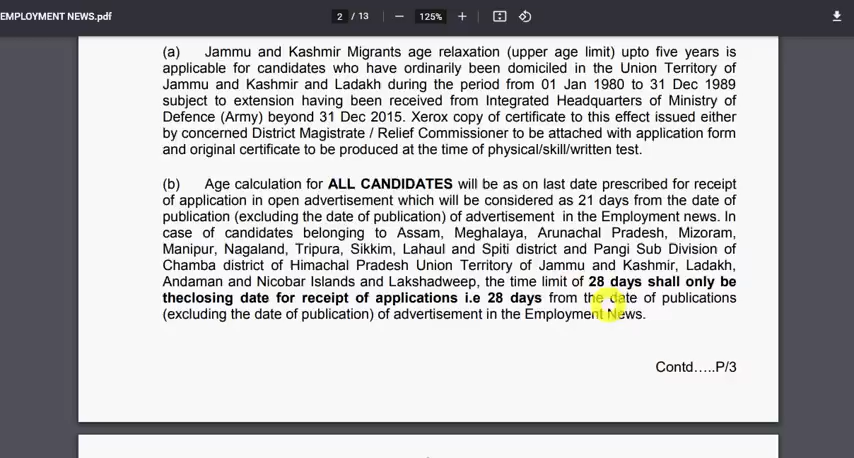 EMPLOYMENT NEWS.pdf
2 / 13 — 125% +
(a) Jammu and Kashmir Migrants age relaxation (upper age limit) upto five years is
applicable for candidates who have ordinarily been domiciled in the Union Territory of
Jammu and Kashmir and Ladakh during the period from 01 Jan 1980 to 31 Dec 1989
subject to extension having been received from Integrated Headquarters of Ministry of
Defence (Army) beyond 31 Dec 2015. Xerox copy of certificate to this effect issued either
by concerned District Magistrate / Relief Commissioner to be attached with application form
and original certificate to be produced at the time of physical/skill/written test.
(b) Age calculation for ALL CANDIDATES will be as on last date prescribed for receipt
of application in open advertisement which will be considered as 21 days from the date of
publication (excluding the date of publication) of advertisement in the Employment news. In
case of candidates belonging to Assam, Meghalaya, Arunachal Pradesh, Mizoram,
Manipur, Nagaland, Tripura, Sikkim, Lahaul and Spiti district and Pangi Sub Division of
Chamba district of Himachal Pradesh Union Territory of Jammu and Kashmir, Ladakh,
Andaman and Nicobar Islands and Lakshadweep, the time limit of 28 days shall only be
theclosing date for receipt of applications i.e 28 days from the date of publications
(excluding the date of publication) of advertisement in the Employment News.
Contd.....P/3